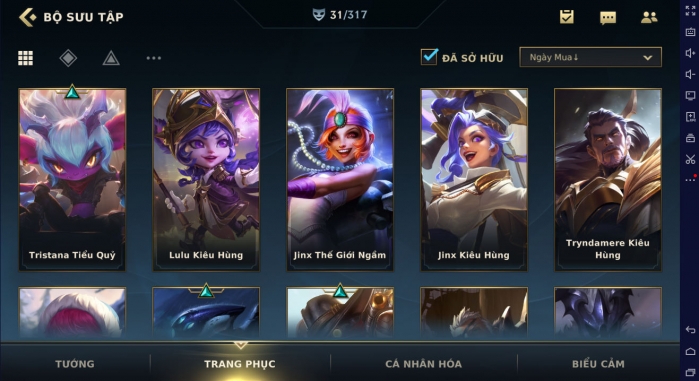 BỘ SƯU TẬP
31/317
ĐÃ SỞ HỮU
Ngày Mua↓
Tristana Tiểu Quỷ
Lulu Kiêu Hùng
Jinx Thế Giới Ngầm
Jinx Kiêu Hùng
Tryndamere Kiêu
Hùng
TƯỚNG
TRANG PHỤC
CÁ NHÂN HÓA
BIỂU CẢM